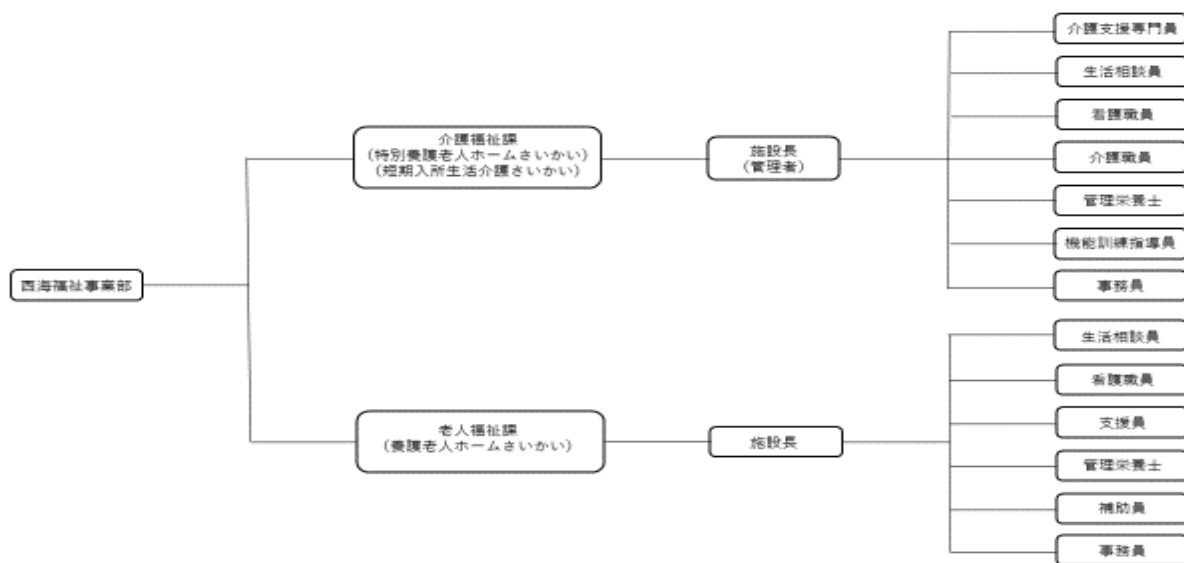 西海福祉事業部
介護福祉課
(特別養護老人ホームさいかい)
(短期入所生活介護さいかい)
施設長
(管理者)
介護支援専門員
生活相談員
看護職員
介護職員
管理栄養士
機能訓練指導員
事務員
老人福祉課
(養護老人ホームさいかい)
施設長
生活相談員
看護職員
支援員
管理栄養士
補助員
事務員